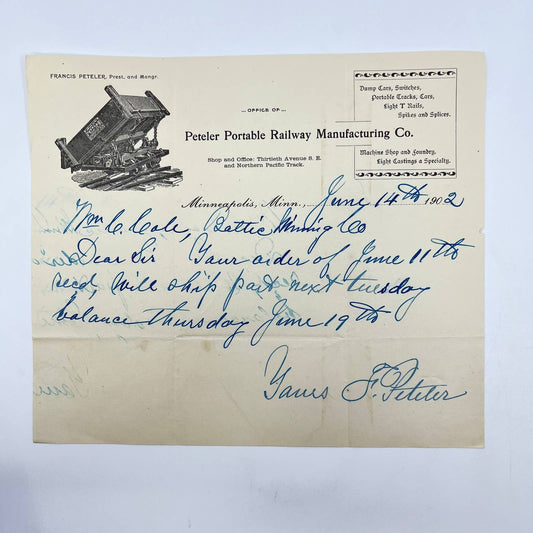 FRANCIS PETELER, Prest. and Mangr.
OFFICE OF
Peteler Portable Railway Manufacturing Co.
Shop and Office: Thirtieth Avenue S. E.
and Northern Pacific Track.
Dump Cars, Switches,
Portable Tracks, Cars,
Light T Rails,
Spikes and Splices.
Machine Shop and Foundry.
Light Castings a Specialty.
Minneapolis, Minn., June 14th 1902
Wm C. Cole, Baltic Mining Co
Dear Sir Your order of June 11th
recd, will ship part next tuesday
balance thursday June 19th
Yours F. Peteler